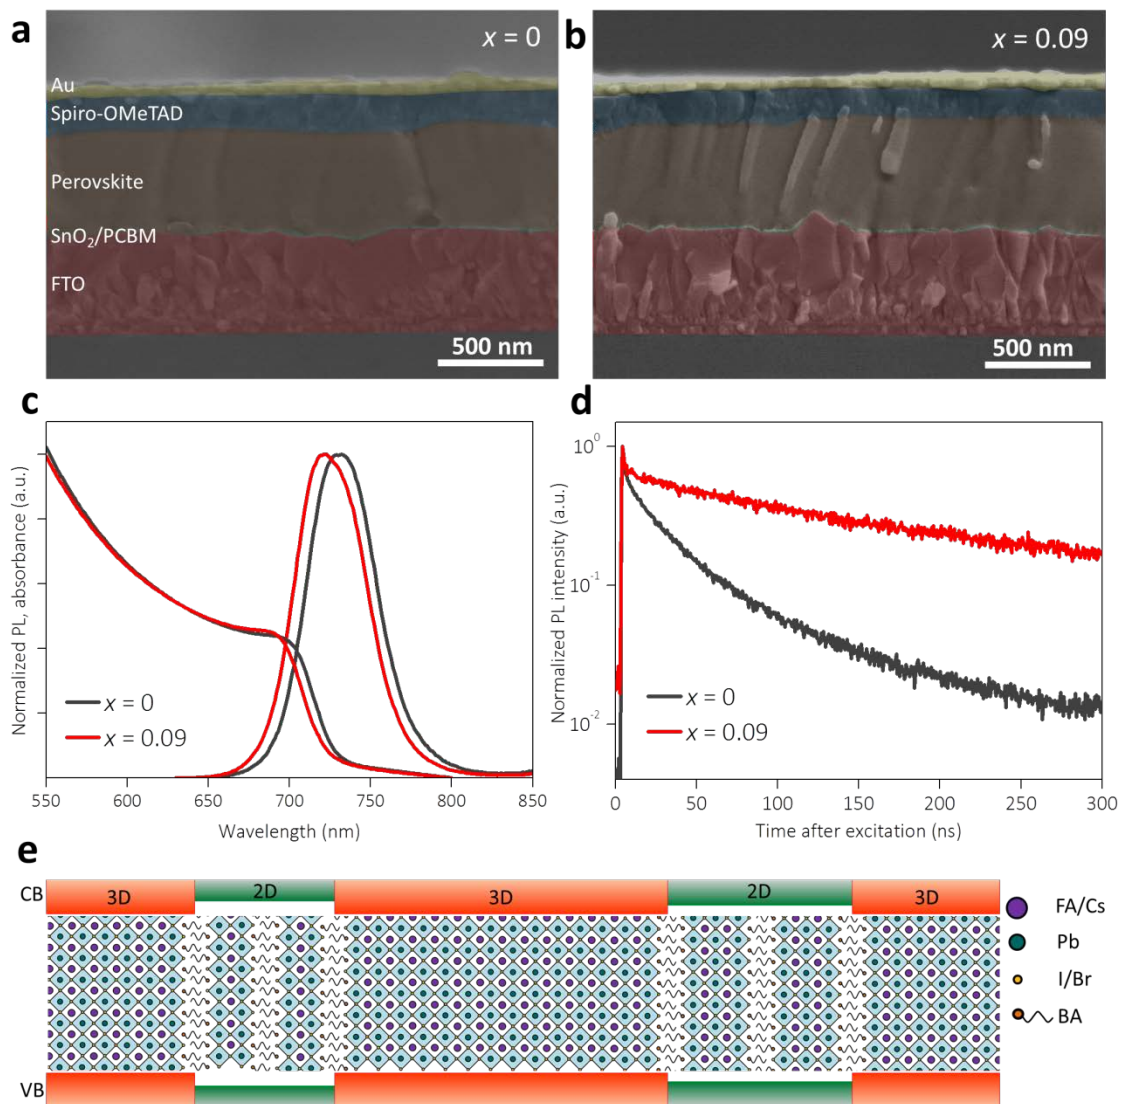 a
x = 0
Au
Spiro-OMeTAD
Perovskite
SnO₂/PCBM
FTO
500 nm
b
x = 0.09
500 nm
c
Normalized PL, absorbance (a.u.)
x = 0
x = 0.09
550 600 650 700 750 800 850
Wavelength (nm)
d
Normalized PL intensity (a.u.)
10⁰
10⁻¹
10⁻²
x = 0
x = 0.09
0 50 100 150 200 250 300
Time after excitation (ns)
e
CB 3D 2D 3D 2D 3D
FA/Cs
Pb
I/Br
BA
VB